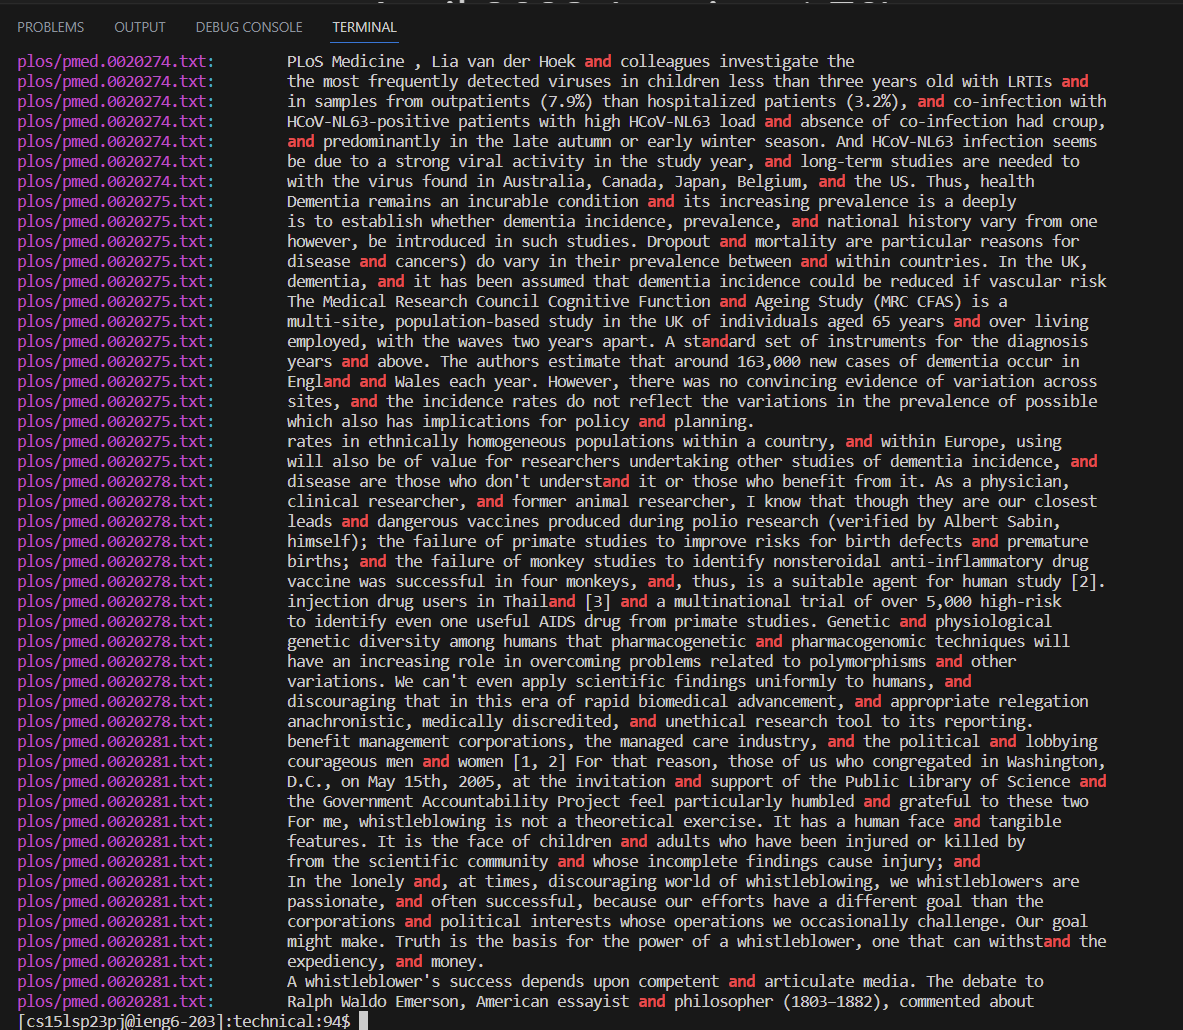 PROBLEMS OUTPUT DEBUG CONSOLE TERMINAL
plos/pmed.0020274.txt: PLoS Medicine , Lia van der Hoek and colleagues investigate the
plos/pmed.0020274.txt: the most frequently detected viruses in children less than three years old with LRTIs and
plos/pmed.0020274.txt: in samples from outpatients (7.9%) than hospitalized patients (3.2%), and co-infection with
plos/pmed.0020274.txt: HCoV-NL63-positive patients with high HCoV-NL63 load and absence of co-infection had croup,
plos/pmed.0020274.txt: and predominantly in the late autumn or early winter season. And HCoV-NL63 infection seems
plos/pmed.0020274.txt: be due to a strong viral activity in the study year, and long-term studies are needed to
plos/pmed.0020274.txt: with the virus found in Australia, Canada, Japan, Belgium, and the US. Thus, health
plos/pmed.0020275.txt: Dementia remains an incurable condition and its increasing prevalence is a deeply
plos/pmed.0020275.txt: is to establish whether dementia incidence, prevalence, and national history vary from one
plos/pmed.0020275.txt: however, be introduced in such studies. Dropout and mortality are particular reasons for
plos/pmed.0020275.txt: disease and cancers) do vary in their prevalence between and within countries. In the UK,
plos/pmed.0020275.txt: dementia, and it has been assumed that dementia incidence could be reduced if vascular risk
plos/pmed.0020275.txt: The Medical Research Council Cognitive Function and Ageing Study (MRC CFAS) is a
plos/pmed.0020275.txt: multi-site, population-based study in the UK of individuals aged 65 years and over living
plos/pmed.0020275.txt: employed, with the waves two years apart. A standard set of instruments for the diagnosis
plos/pmed.0020275.txt: years and above. The authors estimate that around 163,000 new cases of dementia occur in
plos/pmed.0020275.txt: England and Wales each year. However, there was no convincing evidence of variation across
plos/pmed.0020275.txt: sites, and the incidence rates do not reflect the variations in the prevalence of possible
plos/pmed.0020275.txt: which also has implications for policy and planning.
plos/pmed.0020275.txt: rates in ethnically homogeneous populations within a country, and within Europe, using
plos/pmed.0020275.txt: will also be of value for researchers undertaking other studies of dementia incidence, and
plos/pmed.0020278.txt: disease are those who don't understand it or those who benefit from it. As a physician,
plos/pmed.0020278.txt: clinical researcher, and former animal researcher, I know that though they are our closest
plos/pmed.0020278.txt: leads and dangerous vaccines produced during polio research (verified by Albert Sabin,
plos/pmed.0020278.txt: himself); the failure of primate studies to improve risks for birth defects and premature
plos/pmed.0020278.txt: births; and the failure of monkey studies to identify nonsteroidal anti-inflammatory drug
plos/pmed.0020278.txt: vaccine was successful in four monkeys, and, thus, is a suitable agent for human study [2].
plos/pmed.0020278.txt: injection drug users in Thailand [3] and a multinational trial of over 5,000 high-risk
plos/pmed.0020278.txt: to identify even one useful AIDS drug from primate studies. Genetic and physiological
plos/pmed.0020278.txt: genetic diversity among humans that pharmacogenetic and pharmacogenomic techniques will
plos/pmed.0020278.txt: have an increasing role in overcoming problems related to polymorphisms and other
plos/pmed.0020278.txt: variations. We can't even apply scientific findings uniformly to humans, and
plos/pmed.0020278.txt: discouraging that in this era of rapid biomedical advancement, and appropriate relegation
plos/pmed.0020278.txt: anachronistic, medically discredited, and unethical research tool to its reporting.
plos/pmed.0020281.txt: benefit management corporations, the managed care industry, and the political and lobbying
plos/pmed.0020281.txt: courageous men and women [1, 2] For that reason, those of us who congregated in Washington,
plos/pmed.0020281.txt: D.C., on May 15th, 2005, at the invitation and support of the Public Library of Science and
plos/pmed.0020281.txt: the Government Accountability Project feel particularly humbled and grateful to these two
plos/pmed.0020281.txt: For me, whistleblowing is not a theoretical exercise. It has a human face and tangible
plos/pmed.0020281.txt: features. It is the face of children and adults who have been injured or killed by
plos/pmed.0020281.txt: from the scientific community and whose incomplete findings cause injury; and
plos/pmed.0020281.txt: In the lonely and, at times, discouraging world of whistleblowing, we whistleblowers are
plos/pmed.0020281.txt: passionate, and often successful, because our efforts have a different goal than the
plos/pmed.0020281.txt: corporations and political interests whose operations we occasionally challenge. Our goal
plos/pmed.0020281.txt: might make. Truth is the basis for the power of a whistleblower, one that can withstand the
plos/pmed.0020281.txt: expediency, and money.
plos/pmed.0020281.txt: A whistleblower's success depends upon competent and articulate media. The debate to
plos/pmed.0020281.txt: Ralph Waldo Emerson, American essayist and philosopher (1803–1882), commented about
[cs15lsp23pj@ieng6-203]:technical:94$